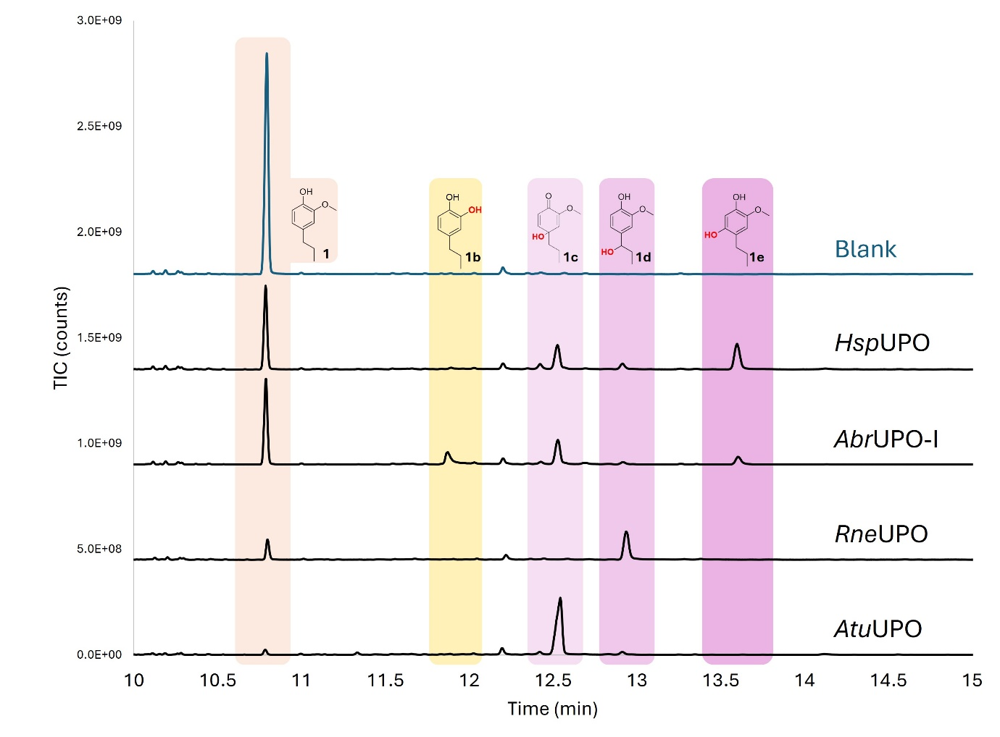 3.0E+09
2.5E+09
2.0E+09
1.5E+09
1.0E+09
5.0E+08
0.0E+00
TIC (counts)
OH
O
1
OH
OH
1b
O
O
HO
1c
OH
O
HO
1d
OH
O
HO
1e
Blank
HspUPO
AbrUPO-I
RneUPO
AtuUPO
10 10.5 11 11.5 12 12.5 13 13.5 14 14.5 15
Time (min)